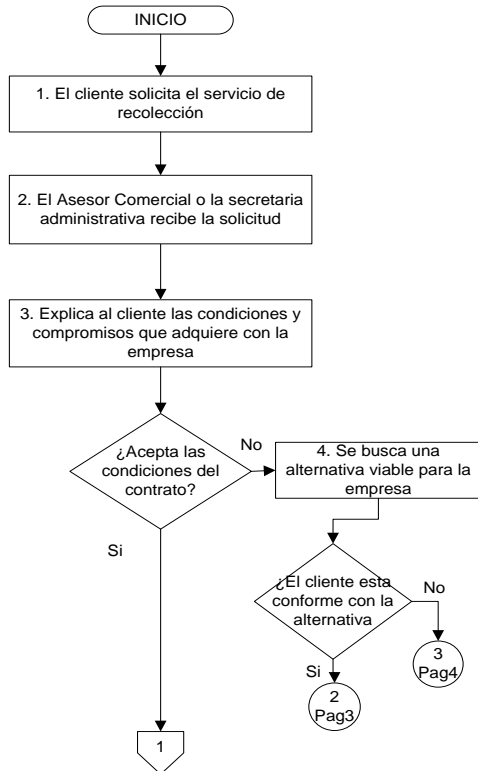 INICIO
1. El cliente solicita el servicio de
recolección
2. El Asesor Comercial o la secretaria
administrativa recibe la solicitud
3. Explica al cliente las condiciones y
compromisos que adquiere con la
empresa
¿Acepta las
condiciones del
contrato?
No
4. Se busca una
alternativa viable para la
empresa
Si
¿El cliente esta
conforme con la
alternativa
No
3
Pag4
Si
2
Pag3
1